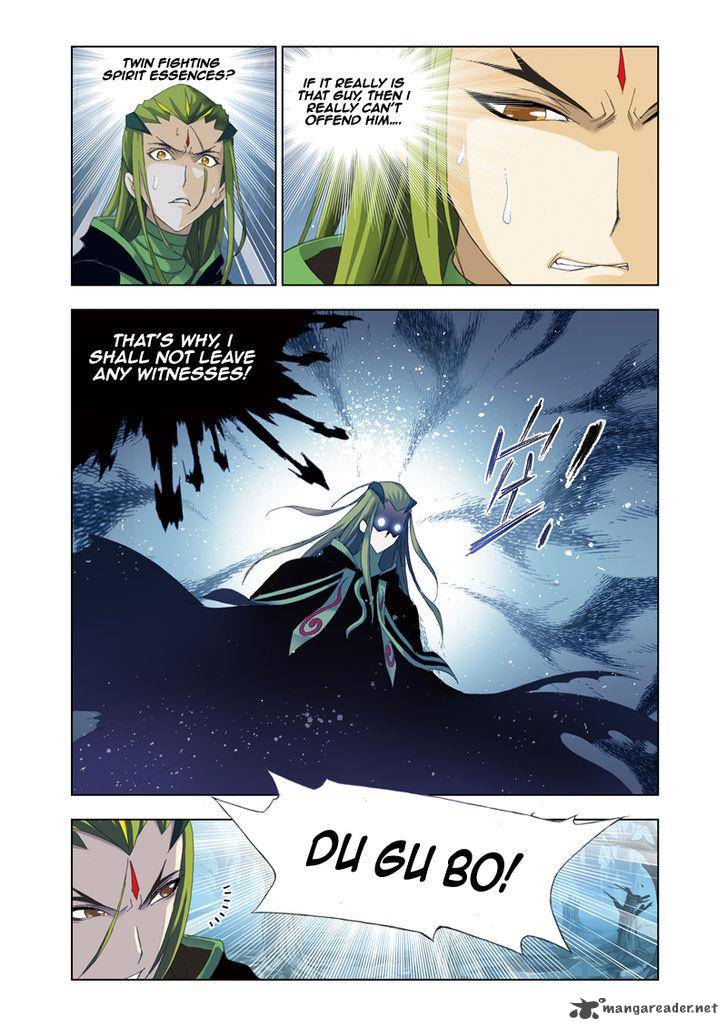 TWIN FIGHTING
SPIRIT ESSENCES?
IF IT REALLY IS
THAT GUY, THEN I
REALLY CAN'T
OFFEND HIM....
THAT'S WHY, I
SHALL NOT LEAVE
ANY WITNESSES!
DU GU BO!
mangareader.net